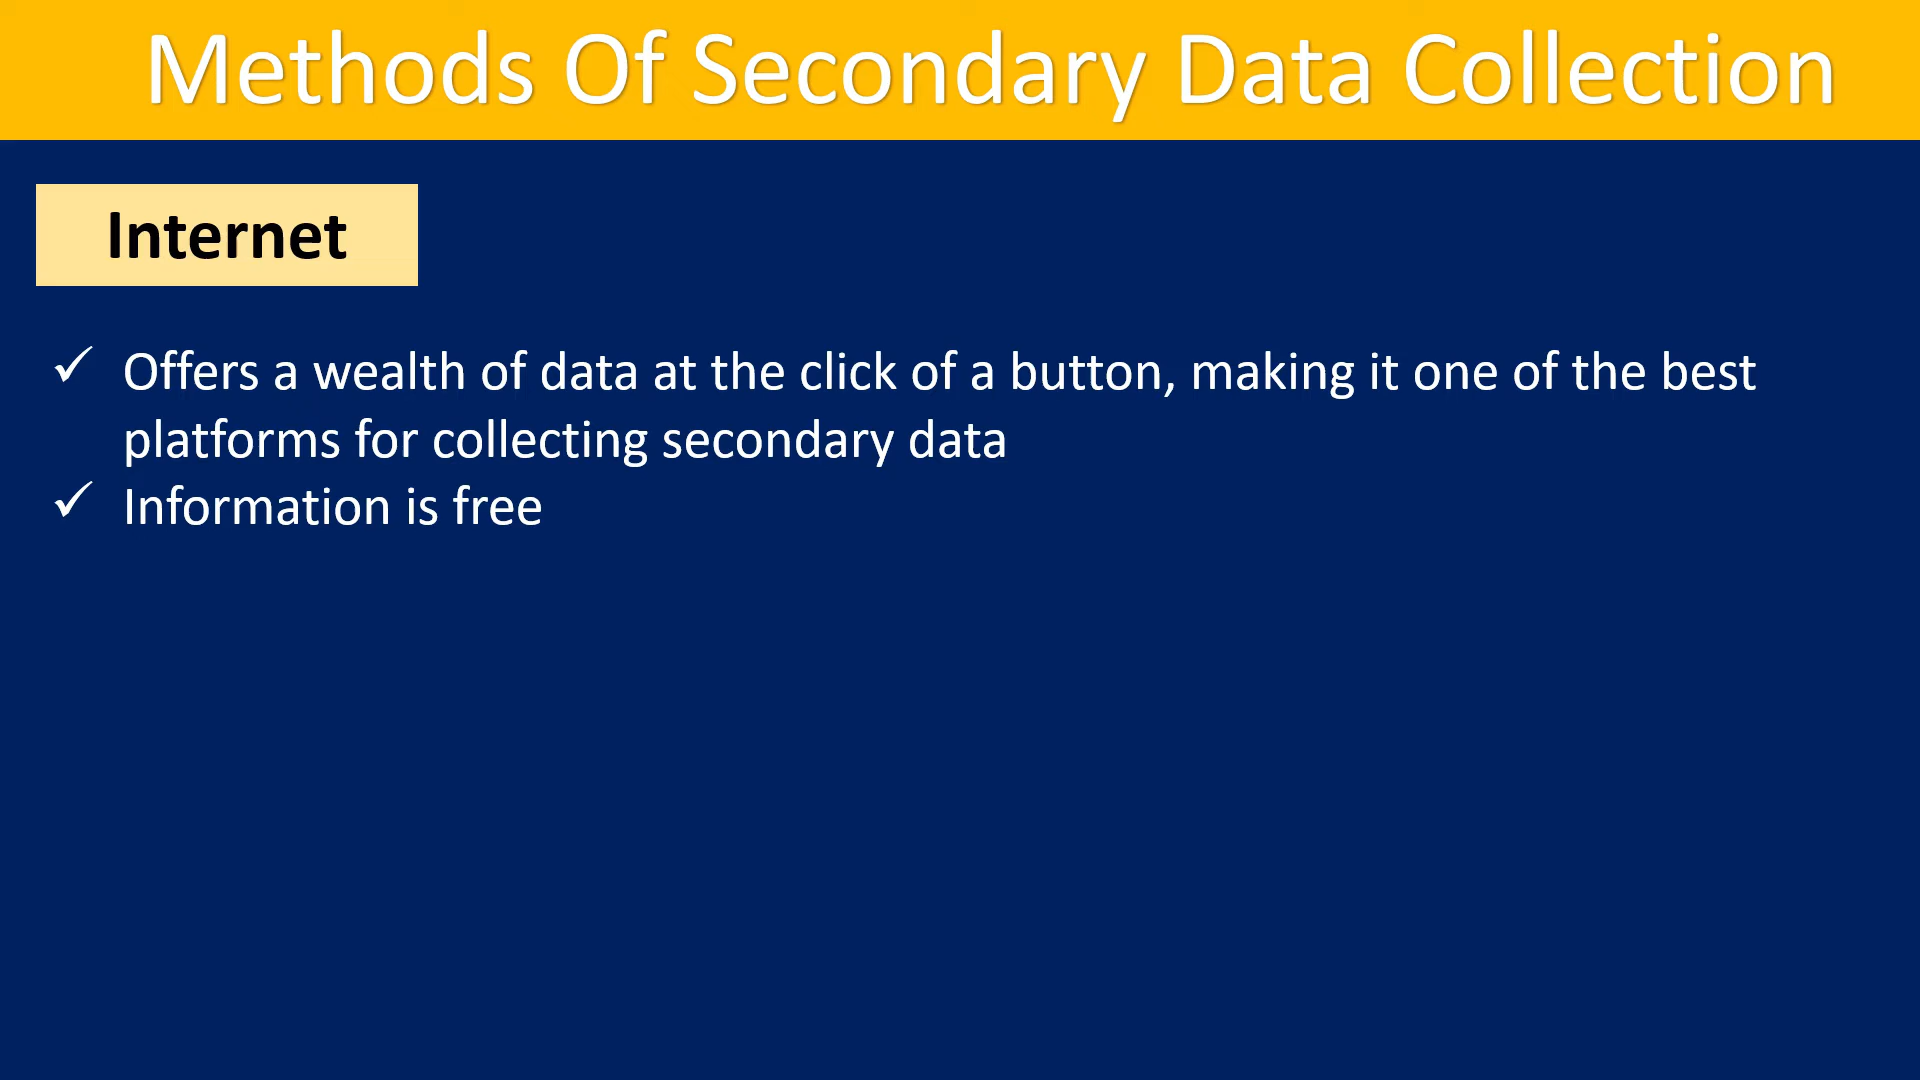 Methods Of Secondary Data Collection
Internet
✓ Offers a wealth of data at the click of a button, making it one of the best
platforms for collecting secondary data
✓ Information is free